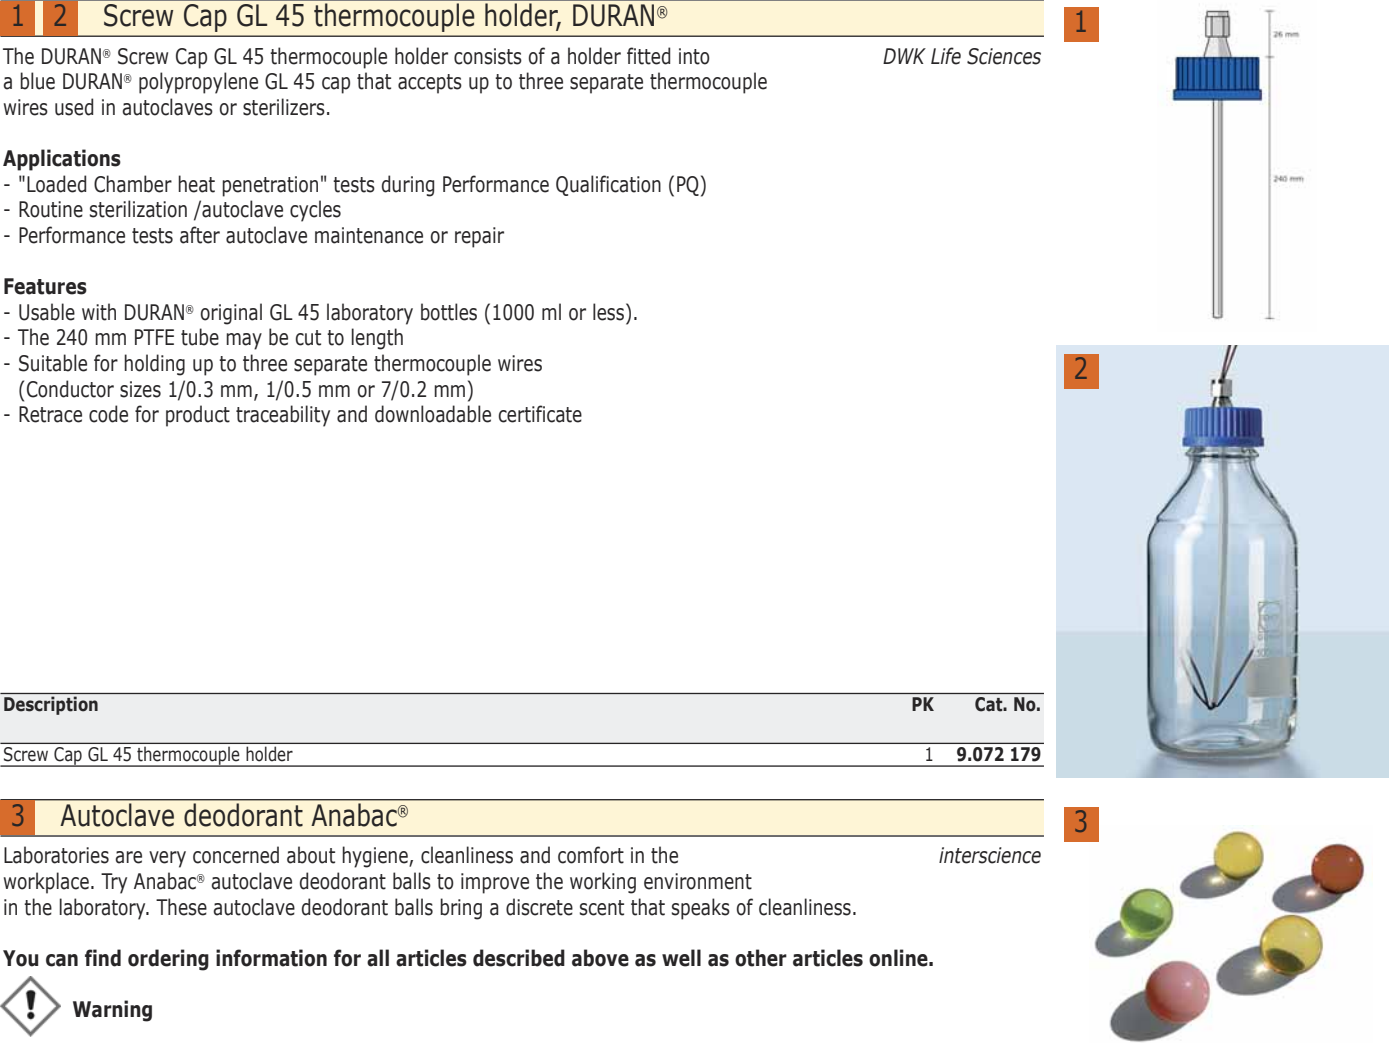 1 2 Screw Cap GL 45 thermocouple holder, DURAN®
The DURAN® Screw Cap GL 45 thermocouple holder consists of a holder fitted into
DWK Life Sciences
a blue DURAN® polypropylene GL 45 cap that accepts up to three separate thermocouple
wires used in autoclaves or sterilizers.
Applications
- "Loaded Chamber heat penetration" tests during Performance Qualification (PQ)
- Routine sterilization /autoclave cycles
- Performance tests after autoclave maintenance or repair
Features
- Usable with DURAN® original GL 45 laboratory bottles (1000 ml or less).
- The 240 mm PTFE tube may be cut to length
- Suitable for holding up to three separate thermocouple wires
(Conductor sizes 1/0.3 mm, 1/0.5 mm or 7/0.2 mm)
- Retrace code for product traceability and downloadable certificate
1
26 mm
240 mm
2
Description PK Cat. No.
Screw Cap GL 45 thermocouple holder 1 9.072 179
3 Autoclave deodorant Anabac®
Laboratories are very concerned about hygiene, cleanliness and comfort in the
interscience
workplace. Try Anabac® autoclave deodorant balls to improve the working environment
in the laboratory. These autoclave deodorant balls bring a discrete scent that speaks of cleanliness.
You can find ordering information for all articles described above as well as other articles online.
Warning
3